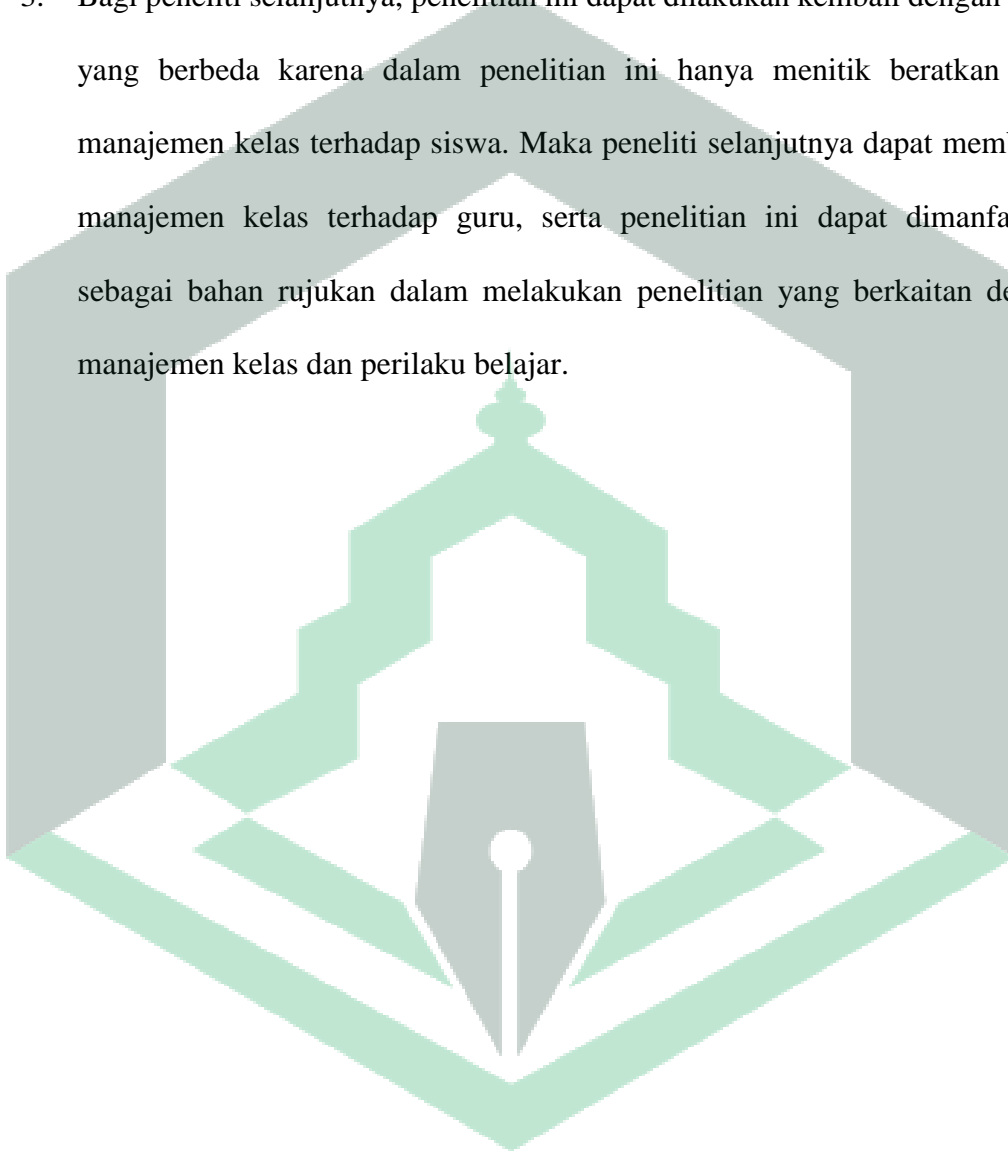 Bagi peneliti selanjutnya, penelitian ini dapat dilakukan kembali dengan
yang berbeda karena dalam penelitian ini hanya menitik beratkan
manajemen kelas terhadap siswa. Maka peneliti selanjutnya dapat
manajemen kelas terhadap guru, serta penelitian ini dapat
sebagai bahan rujukan dalam melakukan penelitian yang berkaitan
manajemen kelas dan perilaku belajar.